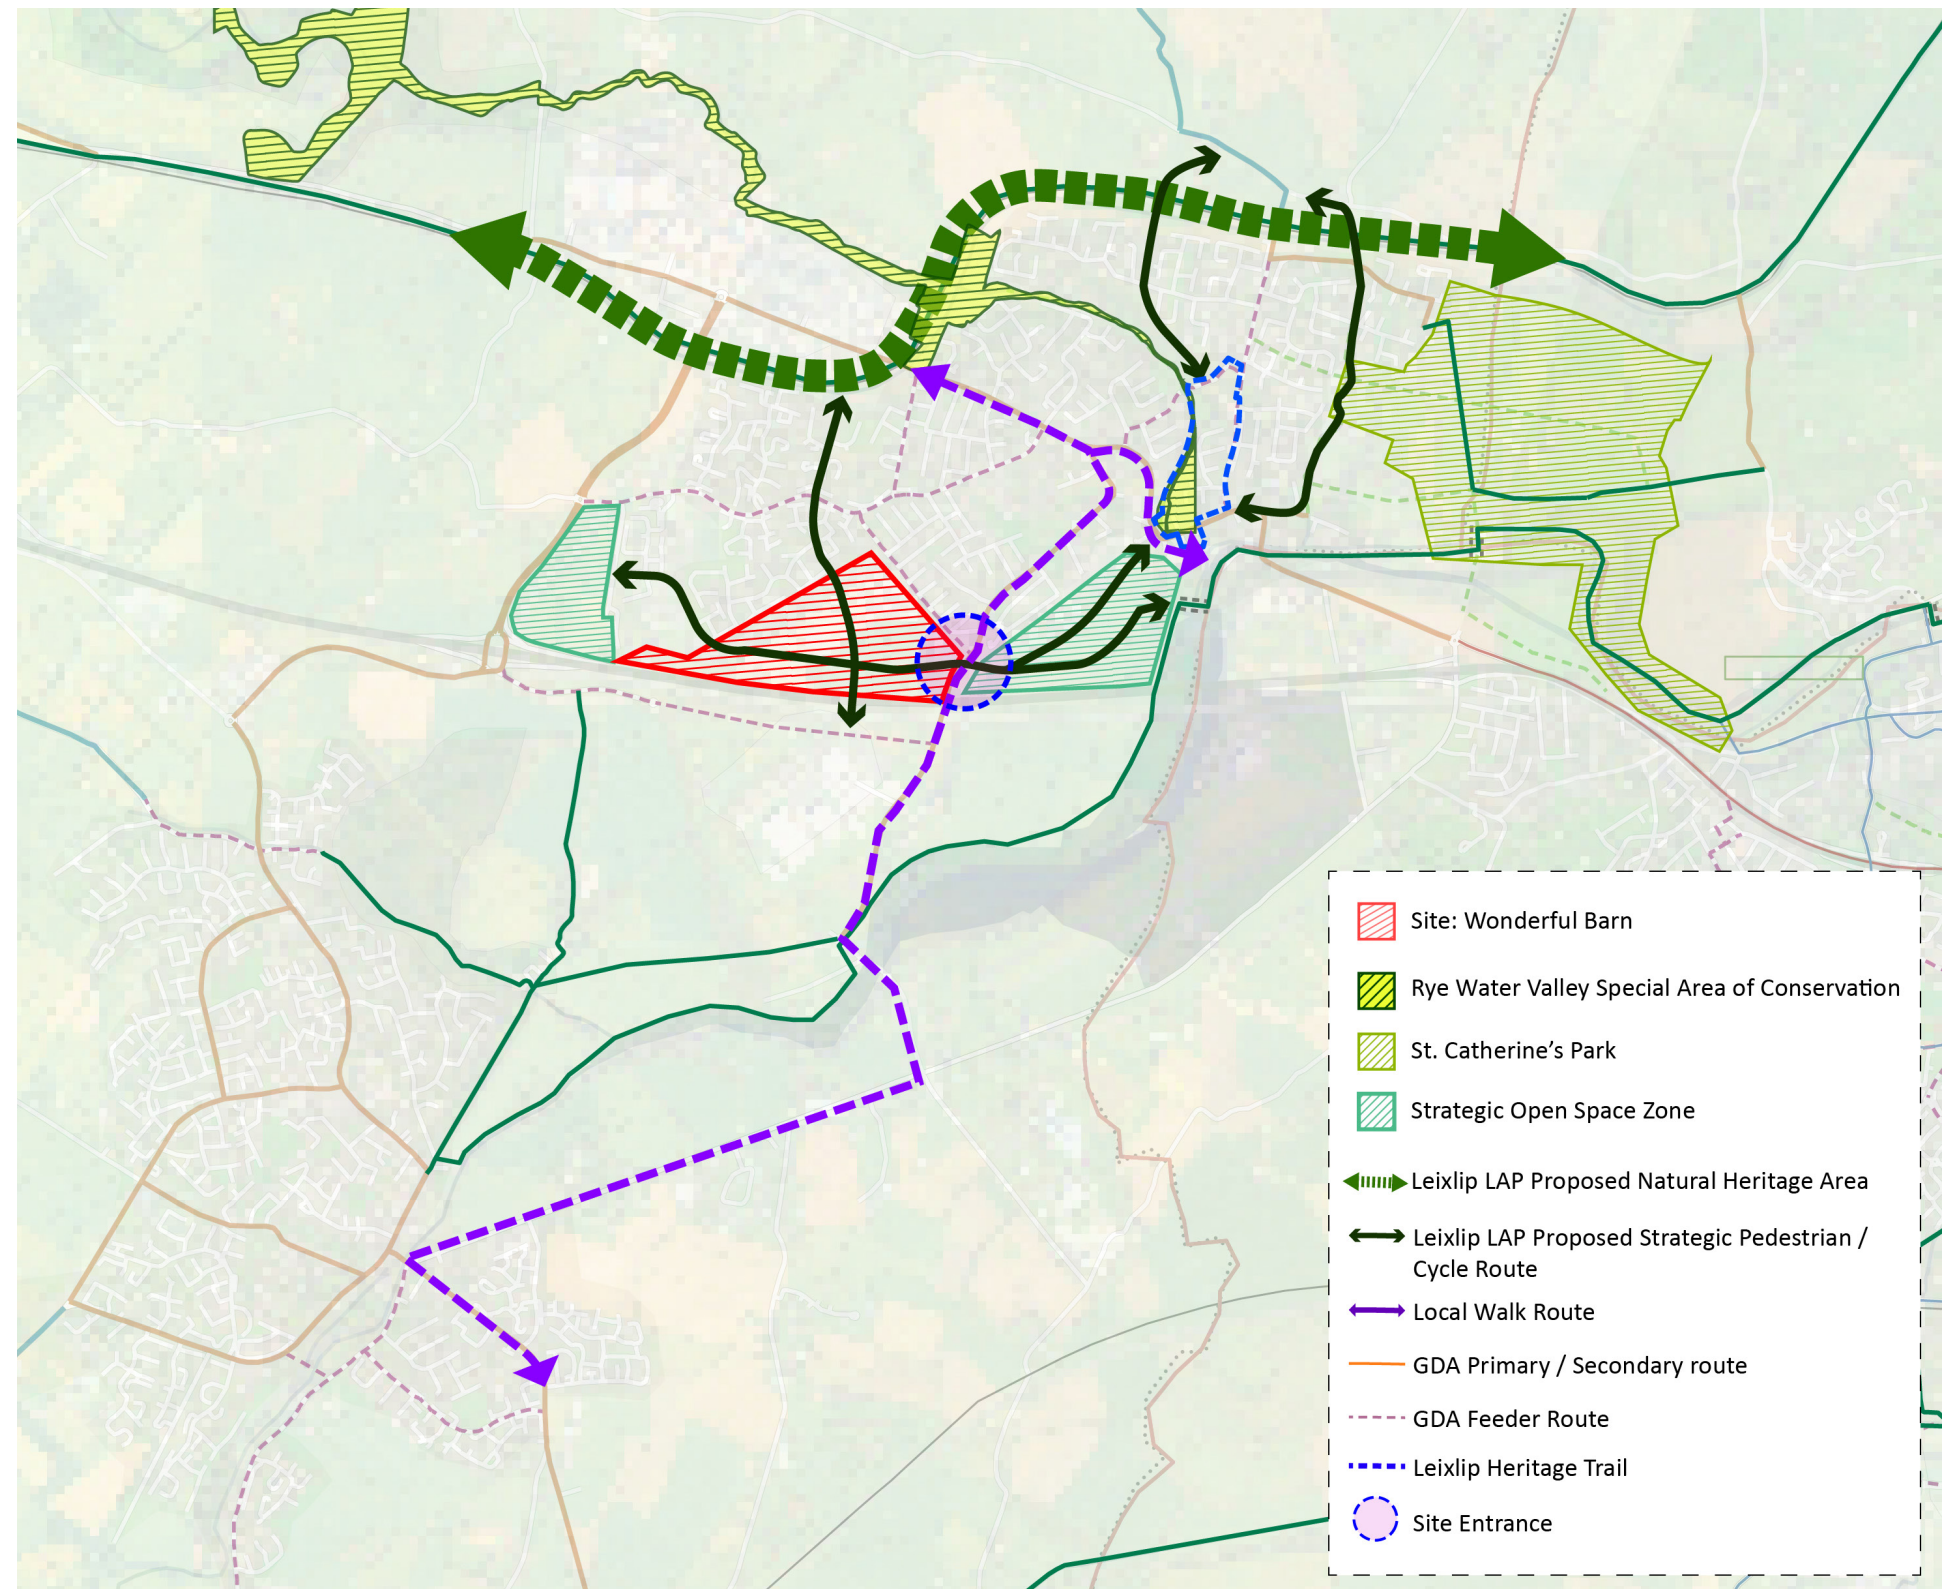 Site: Wonderful Barn
Rye Water Valley Special Area of Conservation
St. Catherine’s Park
Strategic Open Space Zone
Leixlip LAP Proposed Natural Heritage Area
Leixlip LAP Proposed Strategic Pedestrian /
Cycle Route
Local Walk Route
GDA Primary / Secondary route
GDA Feeder Route
Leixlip Heritage Trail
Site Entrance